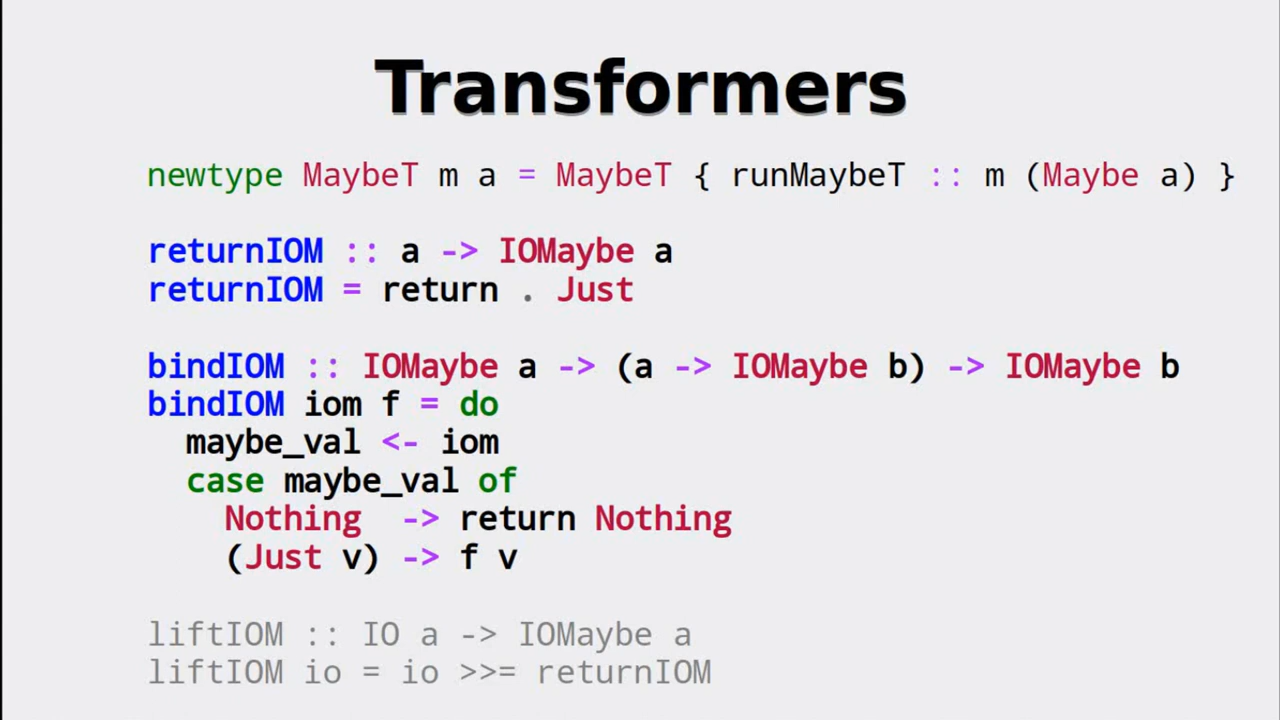 Transformers
newtype MaybeT m a = MaybeT { runMaybeT :: m (Maybe a) }
returnIOM :: a -> IOMaybe a
returnIOM = return . Just
bindIOM :: IOMaybe a -> (a -> IOMaybe b) -> IOMaybe b
bindIOM iom f = do
  maybe_val <- iom
  case maybe_val of
    Nothing  -> return Nothing
    (Just v) -> f v
liftIOM :: IO a -> IOMaybe a
liftIOM io = io >>= returnIOM